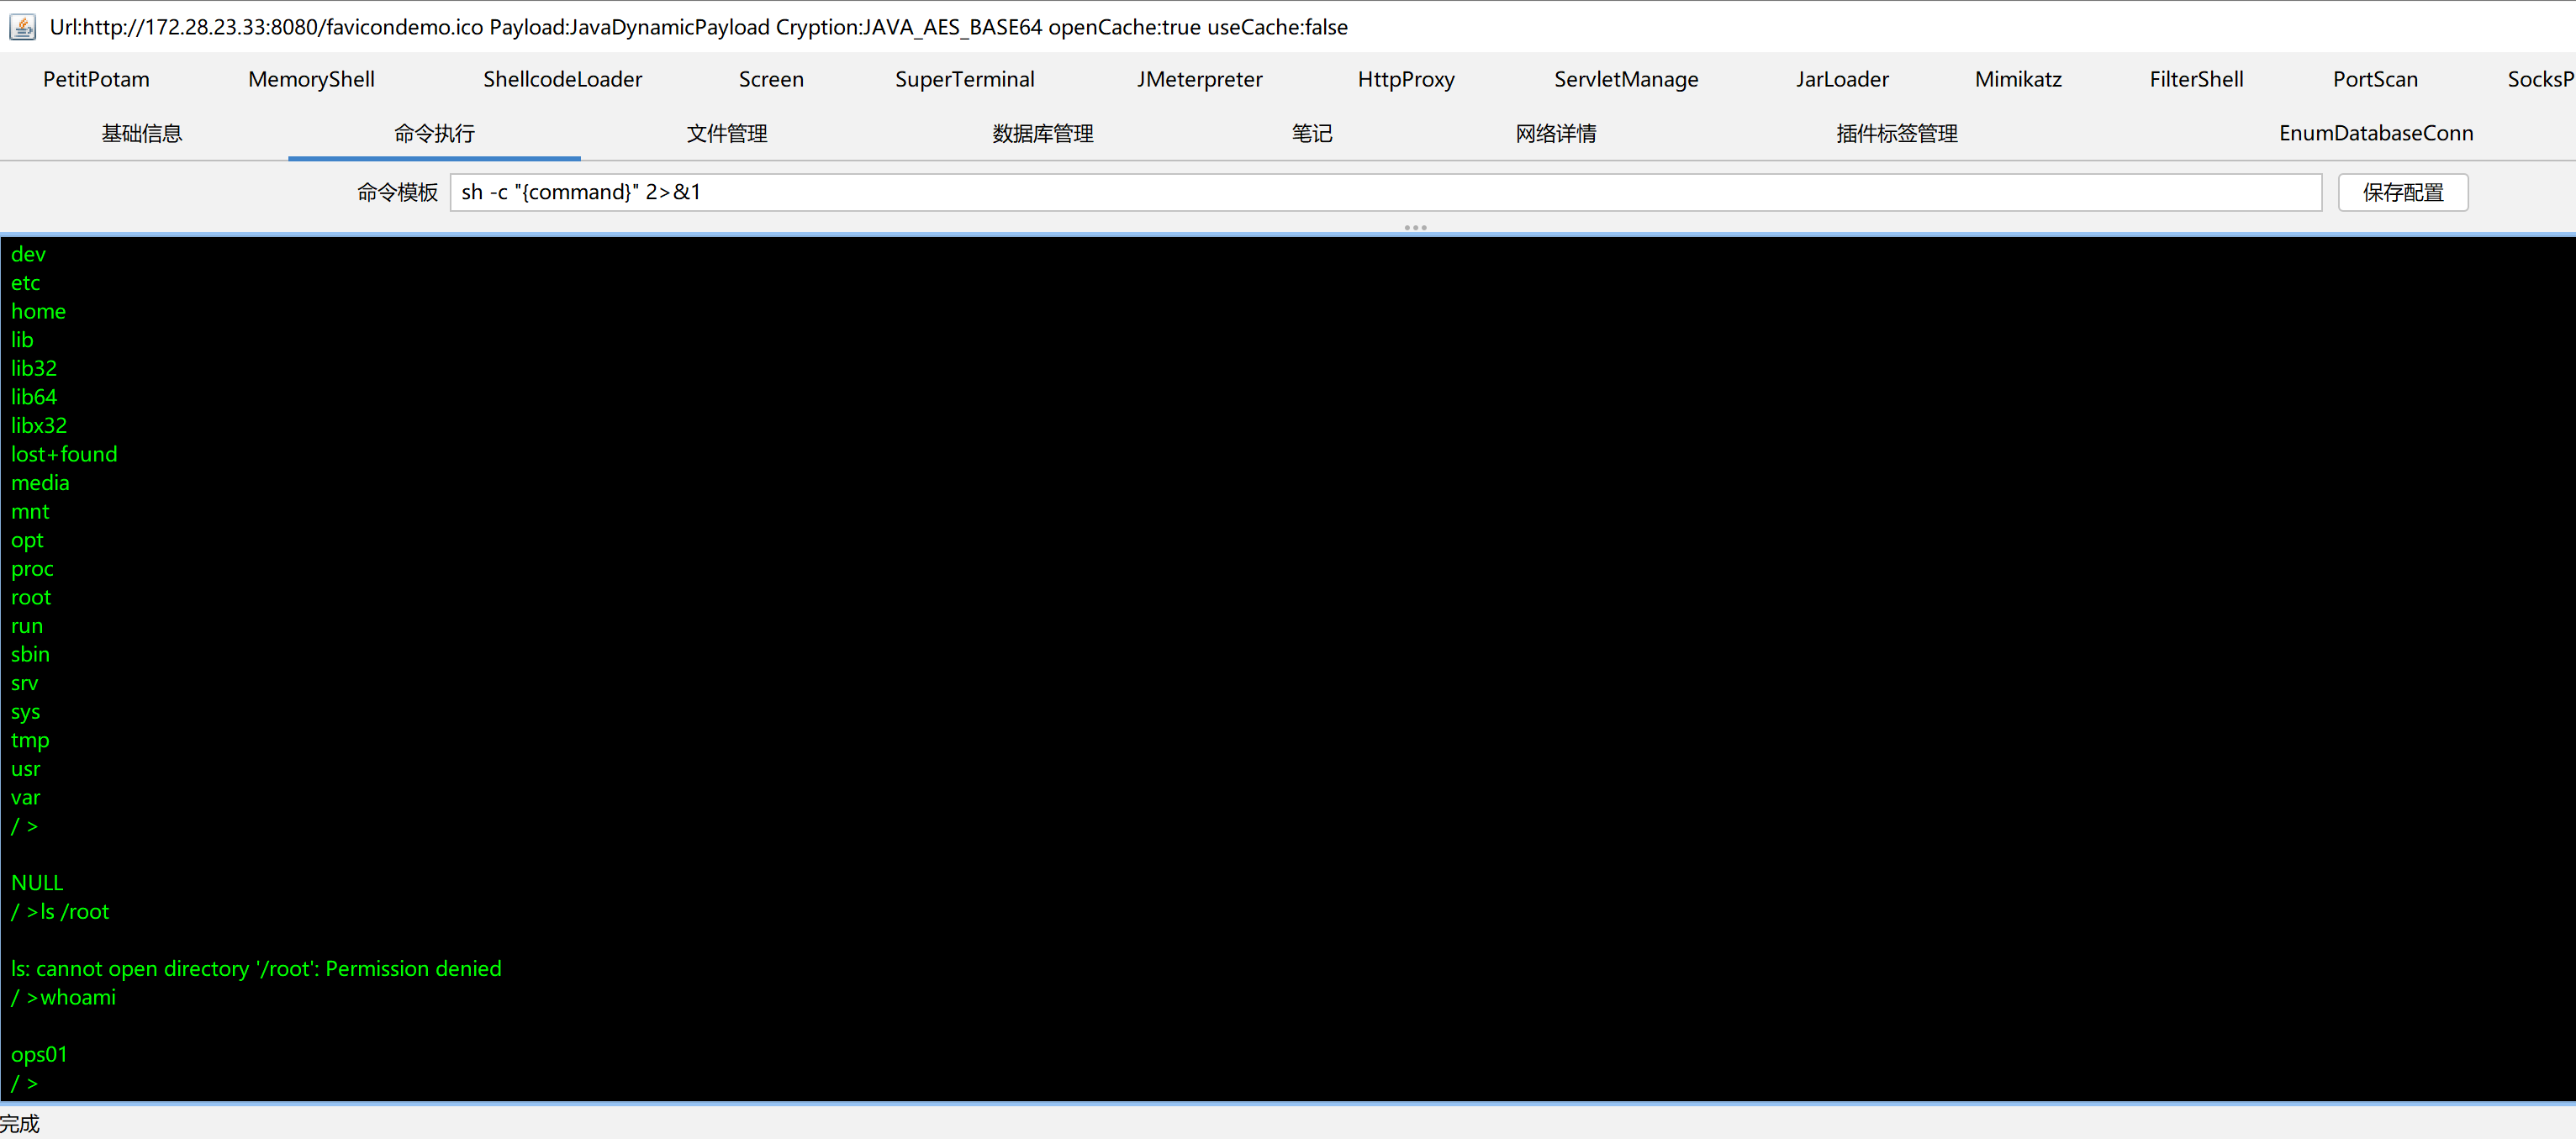 Url:http://172.28.23.33:8080/favicondemo.ico Payload:JavaDynamicPayload Cryption:JAVA_AES_BASE64 openCache:true useCache:false
PetitPotam MemoryShell ShellcodeLoader Screen SuperTerminal JMeterpreter HttpProxy ServletManage JarLoader Mimikatz FilterShell PortScan SocksP
基础信息 命令执行 文件管理 数据库管理 笔记 网络详情 插件标签管理 EnumDatabaseConn
命令模板 sh -c "{command}" 2>&1 保存配置
dev
etc
home
lib
lib32
lib64
libx32
lost+found
media
mnt
opt
proc
root
run
sbin
srv
sys
tmp
usr
var
/ >
NULL
/ >ls /root
ls: cannot open directory '/root': Permission denied
/ >whoami
ops01
/ >
完成